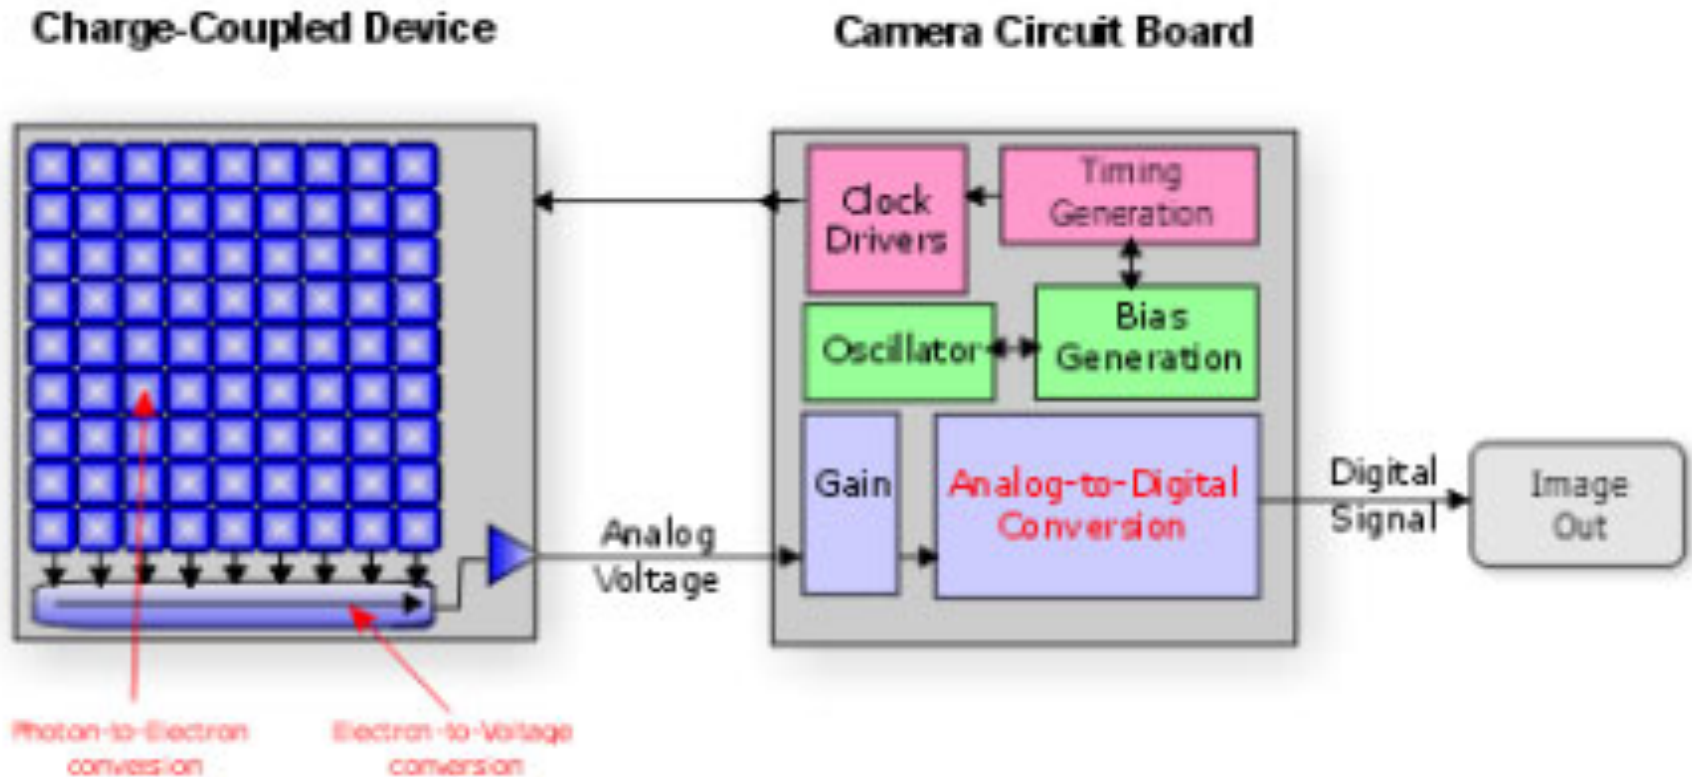 Charge-Coupled Device
Camera Circuit Board
Clock
Drivers
Timing
Generation
Oscillator
Bias
Generation
Gain
Analog-to-Digital
Conversion
Analog
Voltage
Digital
Signal
Image
Out
Photon-to-Electron
conversion
Electron-to-Voltage
conversion